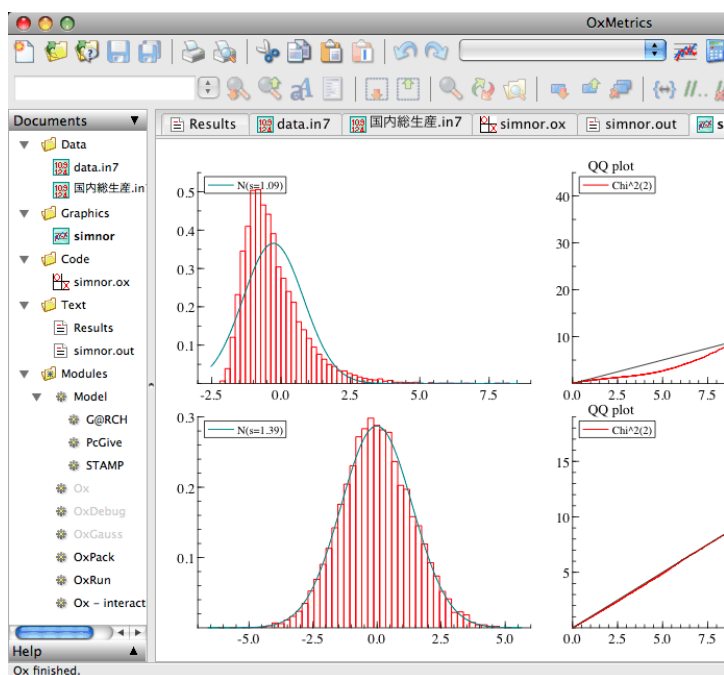 OxMetrics
Documents
Data
data.in7
国内総生産.in
Graphics
simnor
Code
simnor.ox
Text
Results
simnor.out
Modules
Model
G@RCH
PcGive
STAMP
Ox
OxDebug
OxGauss
OxPack
OxRun
Ox - interact
Help
Ox finished.
Results
data.in7
国内総生産.in7
simnor.ox
simnor.out
s
N(s=1.09)
0.5
0.4
0.3
0.2
0.1
-2.5 0.0 2.5 5.0 7.5
QQ plot
Chi^2(2)
40
30
20
10
0.0 2.5 5.0 7.5
N(s=1.39)
0.3
0.2
0.1
-5.0 -2.5 0.0 2.5 5.0
QQ plot
Chi^2(2)
15
10
5
0.0 2.5 5.0 7.5